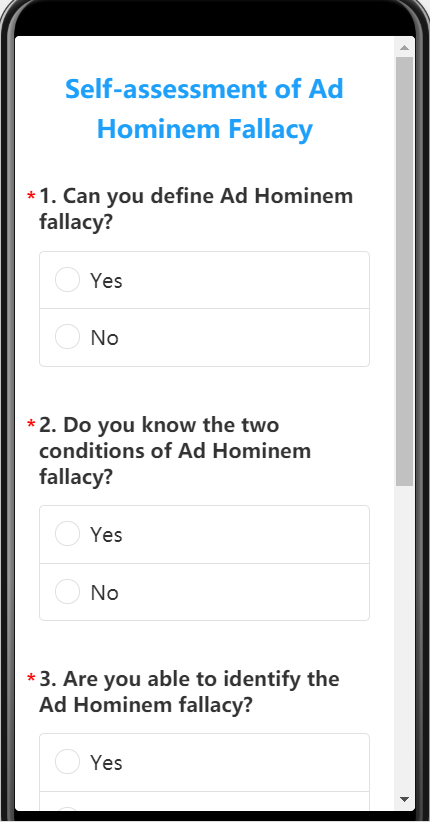 Self-assessment of Ad
Hominem Fallacy
*1. Can you define Ad Hominem
fallacy?
Yes
No
*2. Do you know the two
conditions of Ad Hominem
fallacy?
Yes
No
*3. Are you able to identify the
Ad Hominem fallacy?
Yes